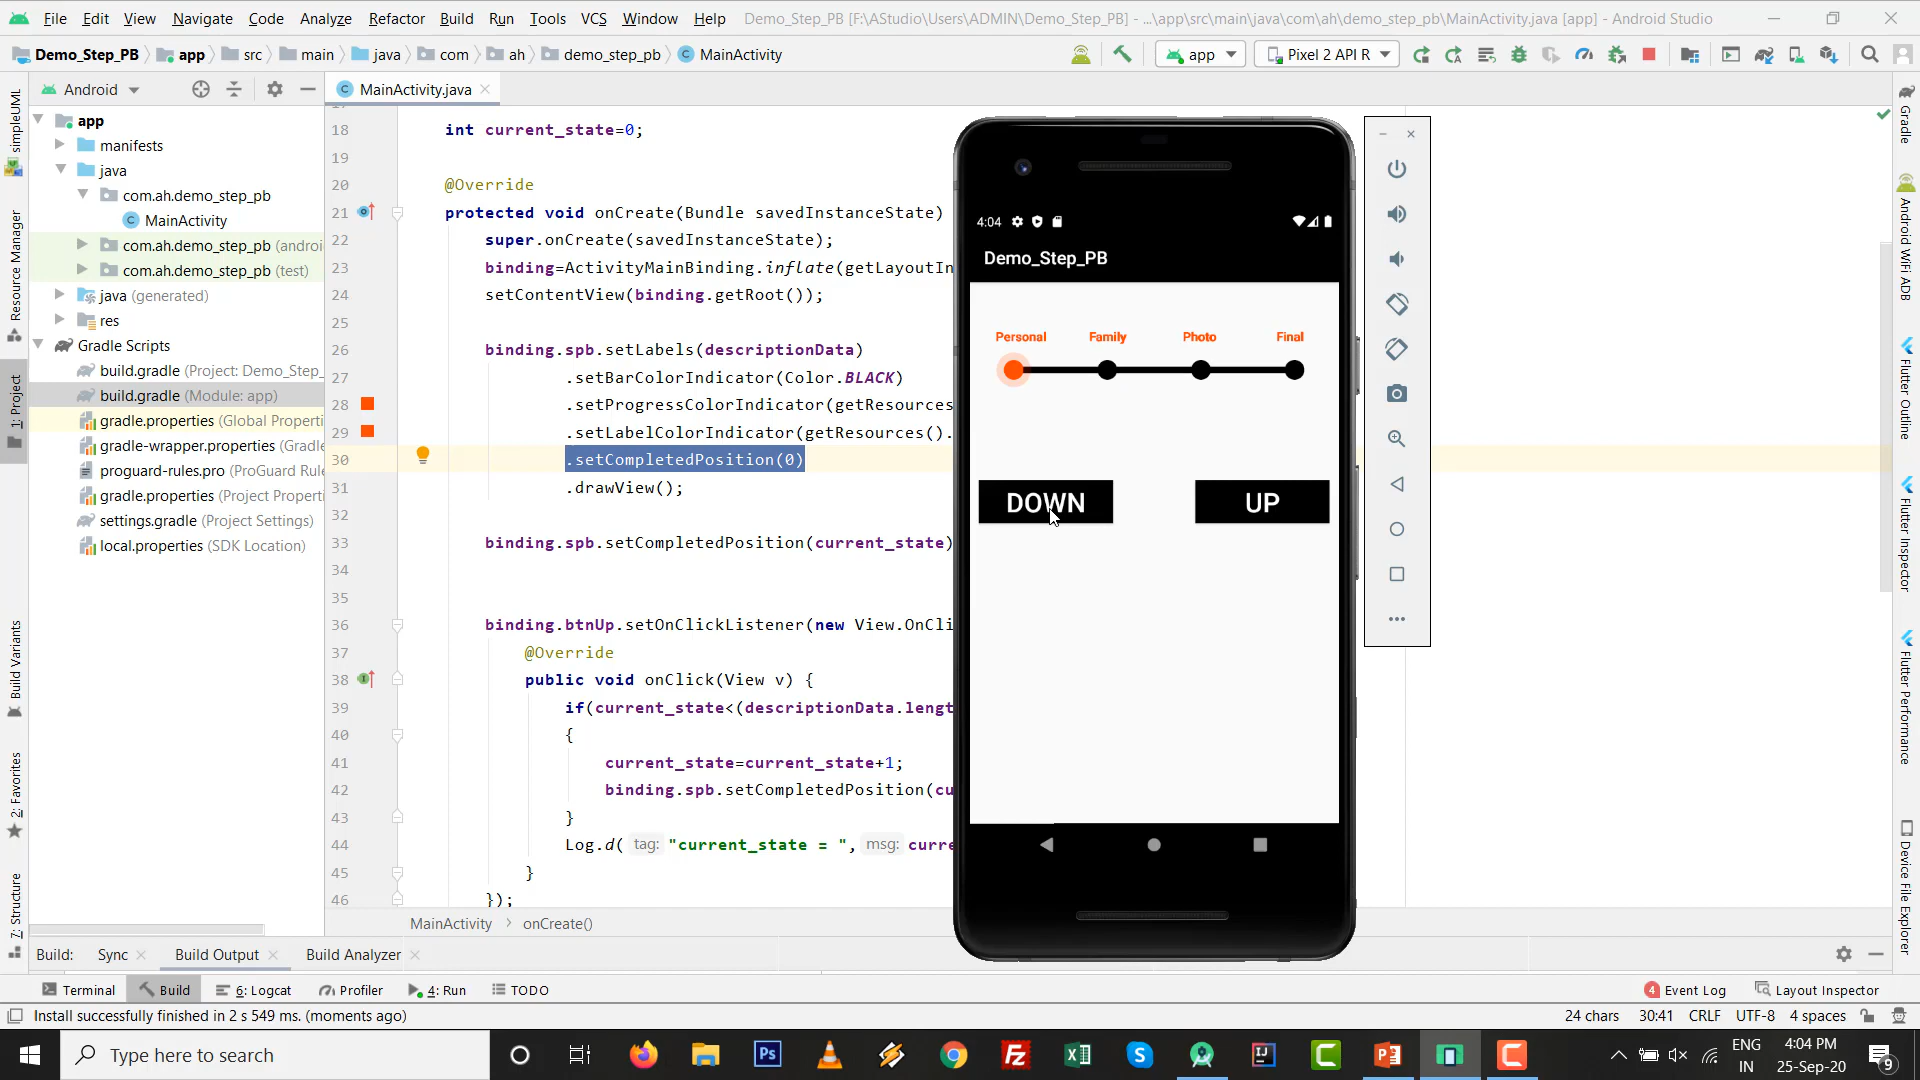 File Edit View Navigate Code Analyze Refactor Build Run Tools VCS Window Help Demo_Step_PB [F:\AStudio\Users\ADMIN\Demo_Step_PB] - ...\app\src\main\java\com\ah\demo_step_pb\MainActivity.java [app] - Android Studio
Demo_Step_PB app src main java com ah demo_step_pb MainActivity app Pixel 2 API R
Android MainActivity.java
app
manifests
java
com.ah.demo_step_pb
MainActivity
com.ah.demo_step_pb (androi
com.ah.demo_step_pb (test)
java (generated)
res
Gradle Scripts
build.gradle (Project: Demo_Step_
build.gradle (Module: app)
gradle.properties (Global Properti
gradle-wrapper.properties (Gradle
proguard-rules.pro (ProGuard Rule
gradle.properties (Project Properti
settings.gradle (Project Settings)
local.properties (SDK Location)
simpleUML
Resource Manager
1: Project
Build Variants
2: Favorites
7: Structure
18 int current_state=0;
19
20 @Override
21 protected void onCreate(Bundle savedInstanceState)
22 super.onCreate(savedInstanceState);
23 binding=ActivityMainBinding.inflate(getLayoutIn
24 setContentView(binding.getRoot());
25
26 binding.spb.setLabels(descriptionData)
27 .setBarColorIndicator(Color.BLACK)
28 .setProgressColorIndicator(getResources
29 .setLabelColorIndicator(getResources().
30 .setCompletedPosition(0)
31 .drawView();
32
33 binding.spb.setCompletedPosition(current_state)
34
35
36 binding.btnUp.setOnClickListener(new View.OnCli
37 @Override
38 public void onClick(View v) {
39 if(current_state<(descriptionData.lengt
40 {
41 current_state=current_state+1;
42 binding.spb.setCompletedPosition(cu
43 }
44 Log.d( tag: "current_state = ", msg: curre
45 }
46 });
MainActivity onCreate()
4:04
Demo_Step_PB
Personal Family Photo Final
DOWN UP
Gradle
Android WiFi ADB
Flutter Outline
Flutter Inspector
Flutter Performance
Device File Explorer
Build: Sync Build Output Build Analyzer
Terminal Build 6: Logcat Profiler 4: Run TODO 4 Event Log Layout Inspector
Install successfully finished in 2 s 549 ms. (moments ago) 24 chars 30:41 CRLF UTF-8 4 spaces
Type here to search
ENG
IN
4:04 PM
25-Sep-20
9